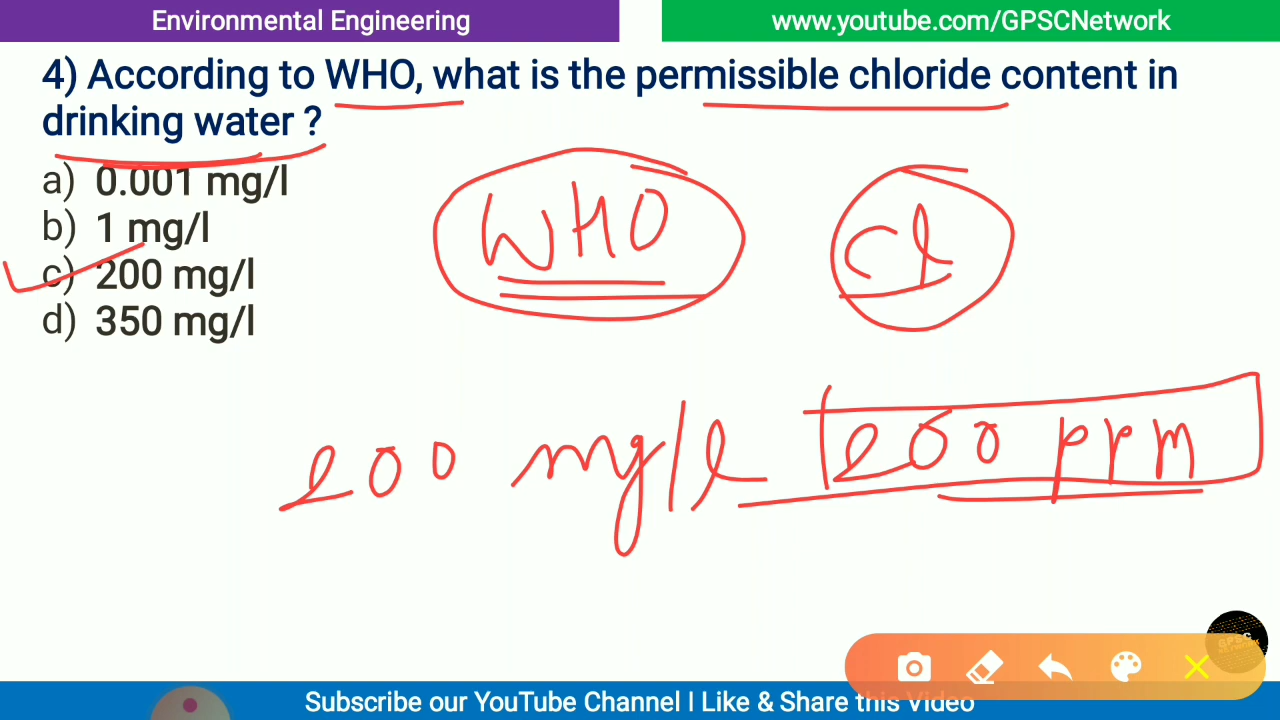 Environmental Engineering
www.youtube.com/GPSCNetwork
4) According to WHO, what is the permissible chloride content in
drinking water ?
a) 0.001 mg/l
b) 1 mg/l
c) 200 mg/l
d) 350 mg/l
WHO
Cl
200 mg/l 200 ppm
GPSC
NETWORK
Subscribe our YouTube Channel l Like & Share this Video